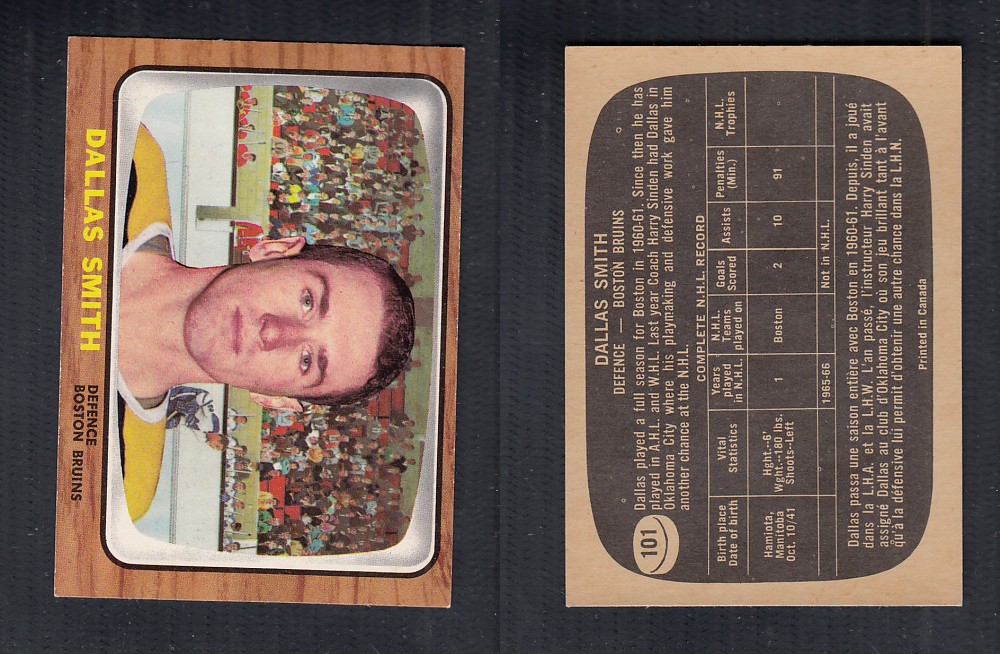 DALLAS SMITH
DEFENCE
BOSTON BRUINS
101
DALLAS SMITH
DEFENCE — BOSTON BRUINS
Dallas played a full season for Boston in 1960-61. Since then he has
played in A.H.L. and W.H.L. Last year Coach Harry Sinden had Dallas in
Oklahoma City where his playmaking and defensive work gave him
another chance at the N.H.L.
COMPLETE N.H.L. RECORD
Birth place Date of birth | Vital Statistics | Years played in N.H.L. | N.H.L. Teams played on | Goals Scored | Assists | Penalties (Min.) | N.H.L. Trophies
Hamiota, Manitoba Oct. 10/41 | Hght.-6' Wght.-180 lbs. Shoots-Left | 1 | Boston | 2 | 10 | 91
1965-66 | Not in N.H.L.
Dallas passa une saison entière avec Boston en 1960-61. Depuis, il a joué
dans la L.H.A. et la L.H.W. L'an passé, l'instructeur Harry Sinden avait
assigné Dallas au club d'Oklahoma City où son jeu brillant tant à l'avant
qu'à la défensive lui permit d'obtenir une autre chance dans la L.H.N.
Printed in Canada